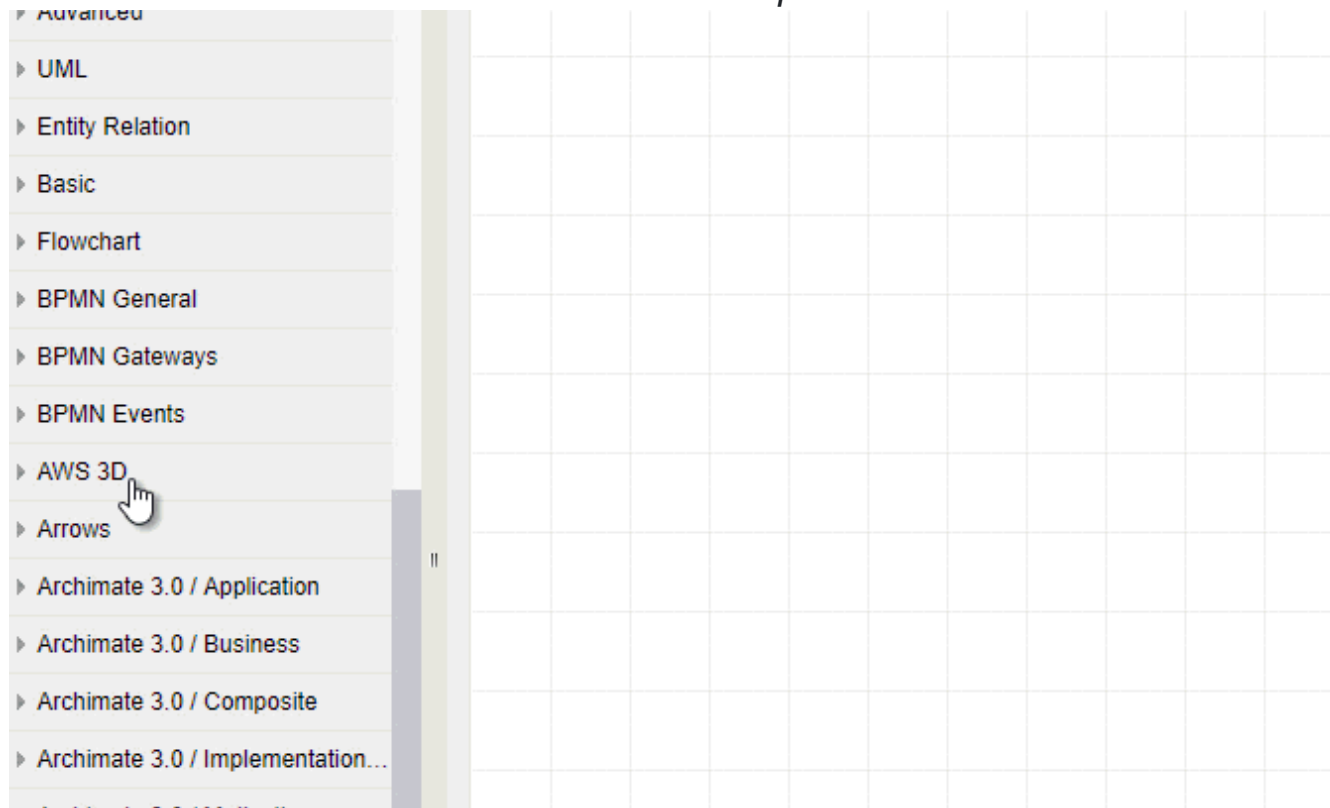 Advanced
UML
Entity Relation
Basic
Flowchart
BPMN General
BPMN Gateways
BPMN Events
AWS 3D
Arrows
Archimate 3.0 / Application
Archimate 3.0 / Business
Archimate 3.0 / Composite
Archimate 3.0 / Implementation...